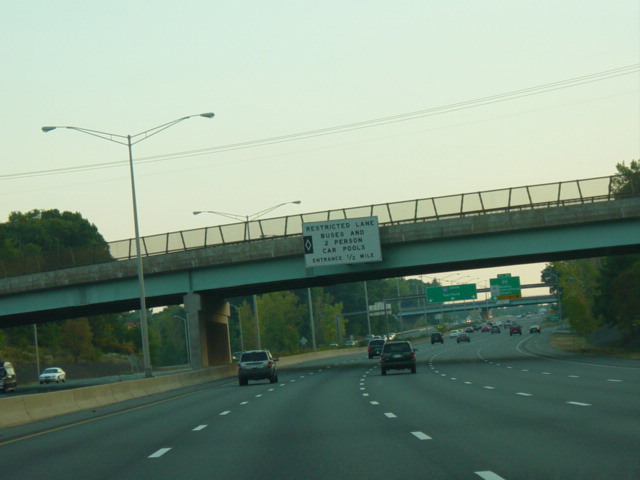 RESTRICTED LANE
BUSES AND
2 PERSON
CAR POOLS
ENTRANCE 1/2 MILE